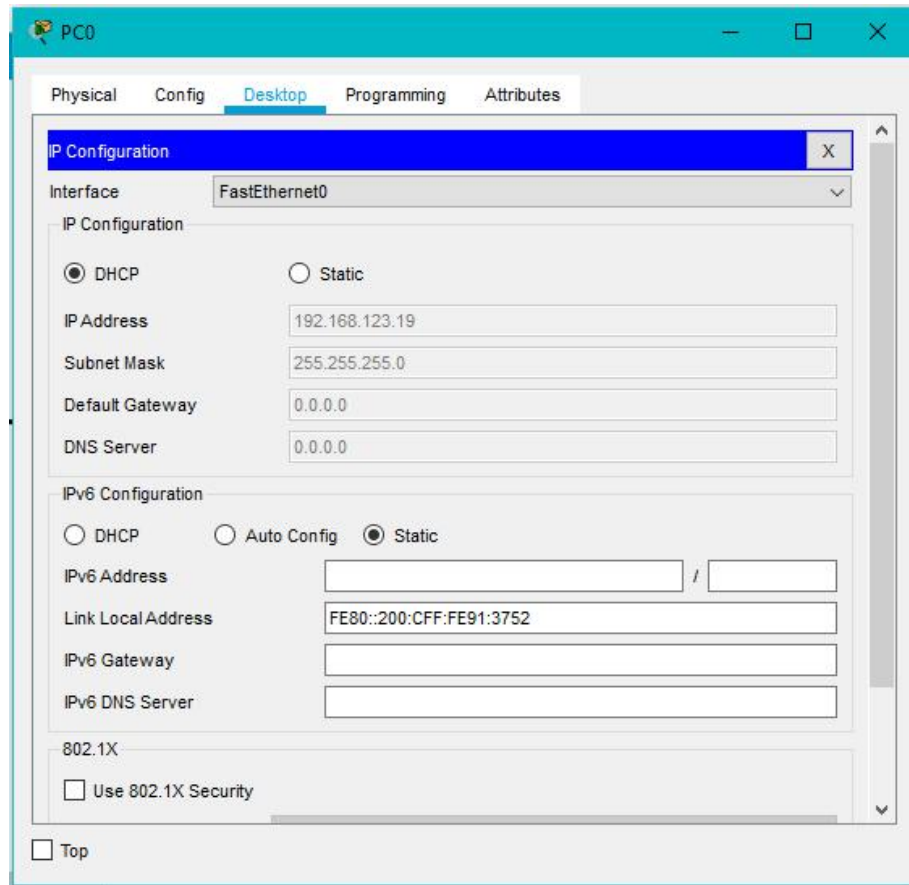 PC0
Physical Config Desktop Programming Attributes
IP Configuration X
Interface FastEthernet0
IP Configuration
DHCP Static
IP Address 192.168.123.19
Subnet Mask 255.255.255.0
Default Gateway 0.0.0.0
DNS Server 0.0.0.0
IPv6 Configuration
DHCP Auto Config Static
IPv6 Address /
Link Local Address FE80::200:CFF:FE91:3752
IPv6 Gateway
IPv6 DNS Server
802.1X
Use 802.1X Security
Top